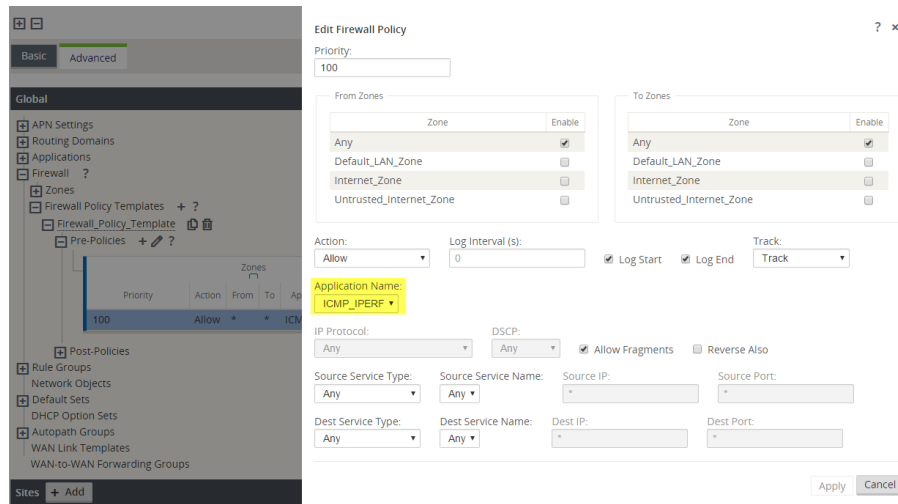 Basic Advanced
Global
APN Settings
Routing Domains
Applications
Firewall ?
Zones
Firewall Policy Templates + ?
Firewall_Policy_Template
Pre-Policies + ?
Zones
Priority Action From To Ap
100 Allow * * ICM
Post-Policies
Rule Groups
Network Objects
Default Sets
DHCP Option Sets
Autopath Groups
WAN Link Templates
WAN-to-WAN Forwarding Groups
Sites + Add
Edit Firewall Policy ? ×
Priority:
100
From Zones
Zone Enable
Any
Default_LAN_Zone
Internet_Zone
Untrusted_Internet_Zone
To Zones
Zone Enable
Any
Default_LAN_Zone
Internet_Zone
Untrusted_Internet_Zone
Action: Log Interval (s): Track:
Allow 0 Log Start Log End Track
Application Name:
ICMP_IPERF
IP Protocol: DSCP:
Any Any Allow Fragments Reverse Also
Source Service Type: Source Service Name: Source IP: Source Port:
Any Any * *
Dest Service Type: Dest Service Name: Dest IP: Dest Port:
Any Any * *
Apply Cancel